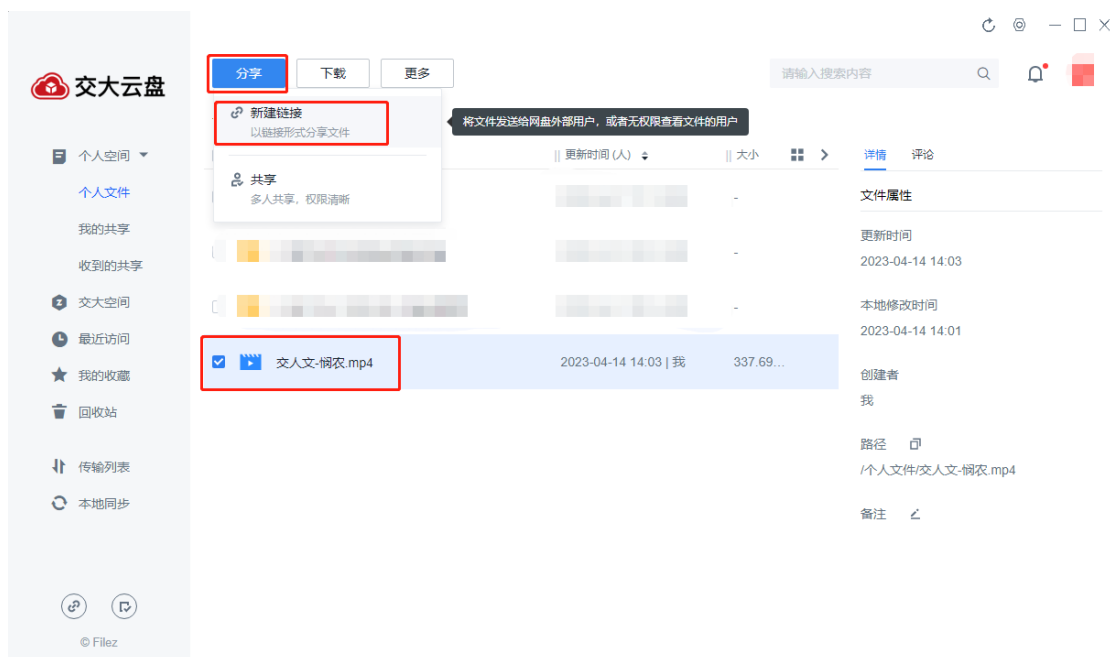 交大云盘
分享
下载
更多
请输入搜索内容
新建链接
以链接形式分享文件
将文件发送给网盘外部用户，或者无权限查看文件的用户
共享
多人共享，权限清晰
更新时间 (人)
大小
详情
评论
个人空间
个人文件
我的共享
收到的共享
交大空间
最近访问
我的收藏
回收站
传输列表
本地同步
© Filez
-
-
-
交人文-悯农.mp4
2023-04-14 14:03 | 我
337.69...
文件属性
更新时间
2023-04-14 14:03
本地修改时间
2023-04-14 14:01
创建者
我
路径
/个人文件/交人文-悯农.mp4
备注